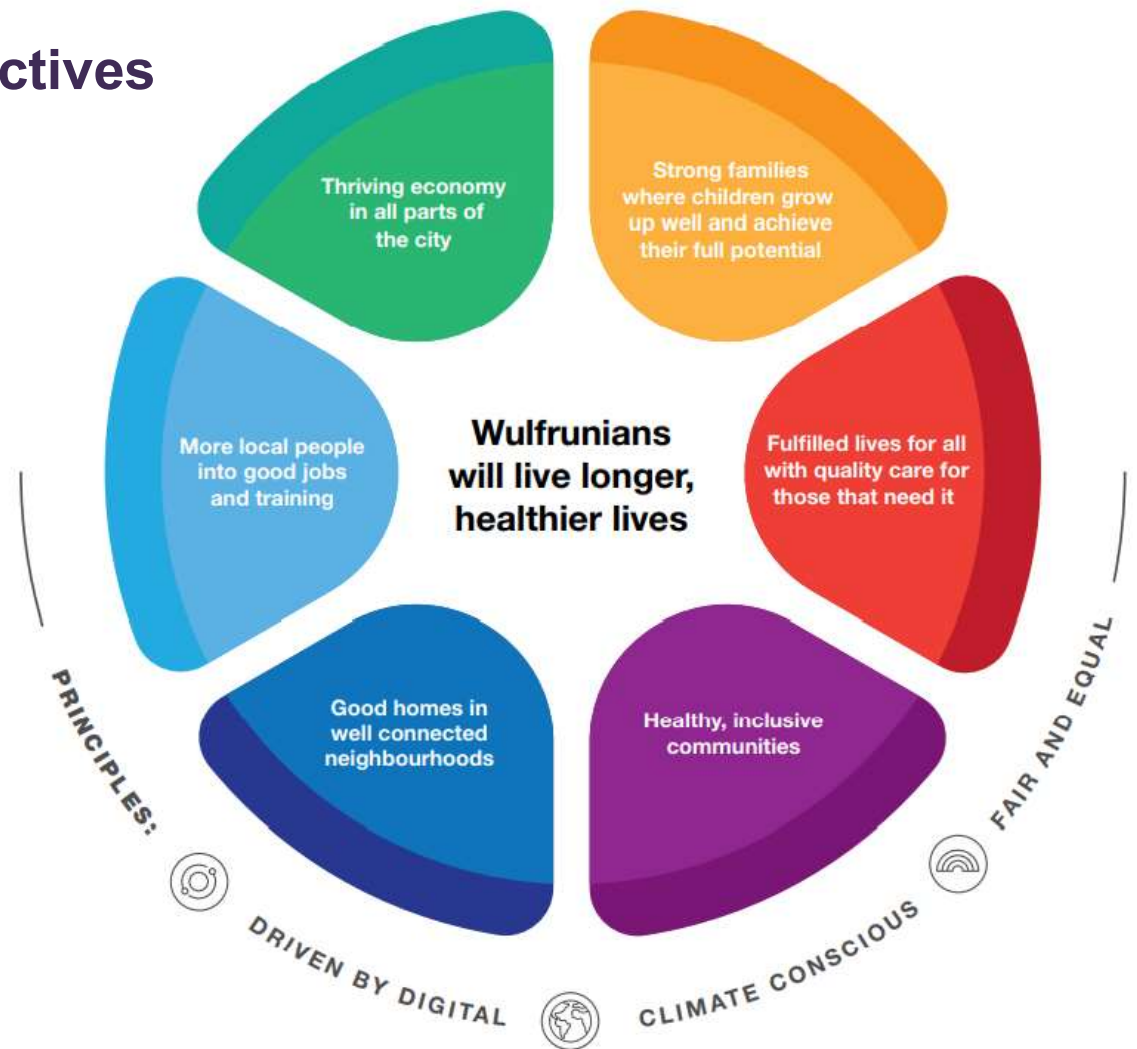 ctives
Thriving economy
in all parts of
the city
Strong families
where children grow
up well and achieve
their full potential
More local people
into good jobs
and training
Wulfrunians
will live longer,
healthier lives
Fulfilled lives for all
with quality care for
those that need it
Good homes in
well connected
neighbourhoods
Healthy, inclusive
communities
PRINCIPLES:
DRIVEN BY DIGITAL
CLIMATE CONSCIOUS
FAIR AND EQUAL